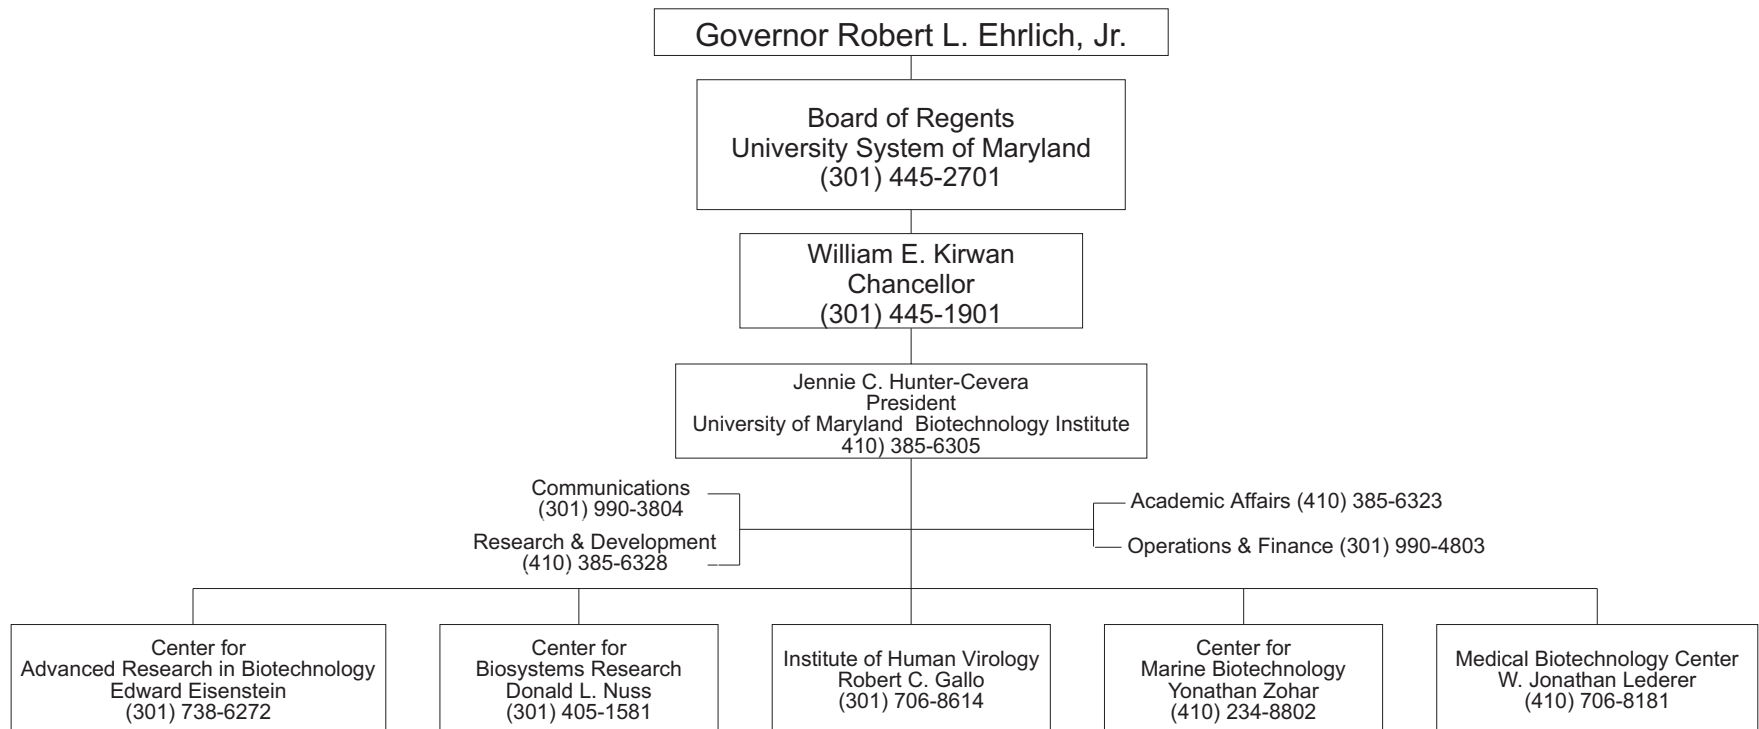 Governor Robert L. Ehrlich, Jr.
Board of Regents
University System of Maryland
(301) 445-2701
William E. Kirwan
Chancellor
(301) 445-1901
Jennie C. Hunter-Cevera
President
University of Maryland  Biotechnology Institute
410) 385-6305
Communications
(301) 990-3804
Research & Development
(410) 385-6328
Academic Affairs (410) 385-6323
Operations & Finance (301) 990-4803
Center for
Advanced Research in Biotechnology
Edward Eisenstein
(301) 738-6272
Center for
Biosystems Research
Donald L. Nuss
(301) 405-1581
Institute of Human Virology
Robert C. Gallo
(301) 706-8614
Center for
Marine Biotechnology
Yonathan Zohar
(410) 234-8802
Medical Biotechnology Center
W. Jonathan Lederer
(410) 706-8181